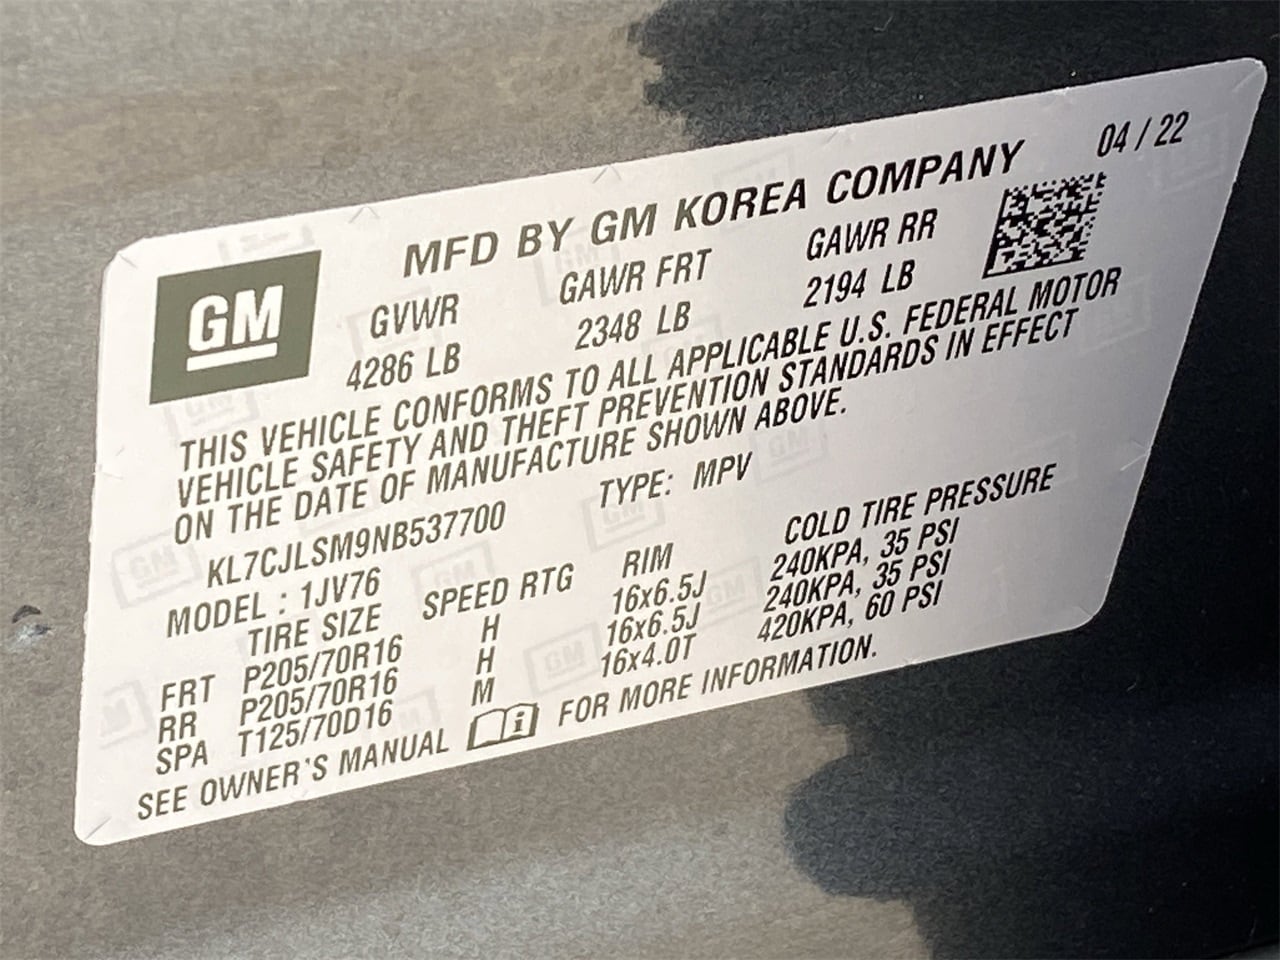 GM
MFD BY GM KOREA COMPANY 04 / 22
GVWR GAWR FRT GAWR RR
4286 LB 2348 LB 2194 LB
THIS VEHICLE CONFORMS TO ALL APPLICABLE U.S. FEDERAL MOTOR
VEHICLE SAFETY AND THEFT PREVENTION STANDARDS IN EFFECT
ON THE DATE OF MANUFACTURE SHOWN ABOVE.
KL7CJLSM9NB537700 TYPE: MPV
MODEL : 1JV76
TIRE SIZE SPEED RTG RIM COLD TIRE PRESSURE
FRT P205/70R16 H 16x6.5J 240KPA, 35 PSI
RR P205/70R16 H 16x6.5J 240KPA, 35 PSI
SPA T125/70D16 M 16x4.0T 420KPA, 60 PSI
SEE OWNER'S MANUAL FOR MORE INFORMATION.